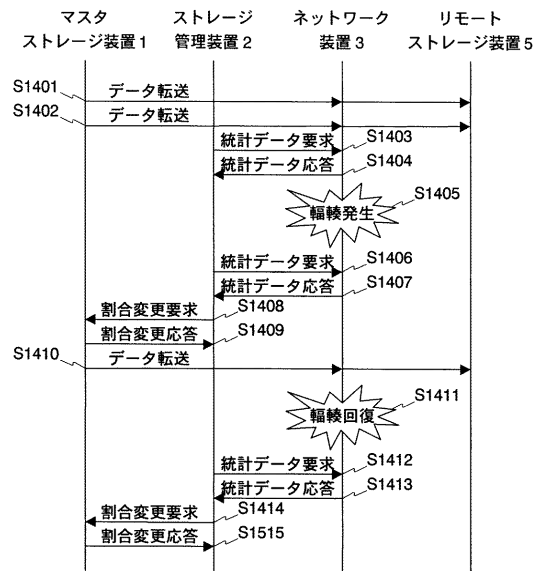 マスタ
ストレージ装置1
ストレージ
管理装置2
ネットワーク
装置3
リモート
ストレージ装置5
S1401
データ転送
S1402
データ転送
統計データ要求
S1403
統計データ応答
S1404
輻輳発生
S1405
統計データ要求
S1406
統計データ応答
S1407
割合変更要求
S1408
割合変更応答
S1409
S1410
データ転送
輻輳回復
S1411
統計データ要求
S1412
統計データ応答
S1413
割合変更要求
S1414
割合変更応答
S1515